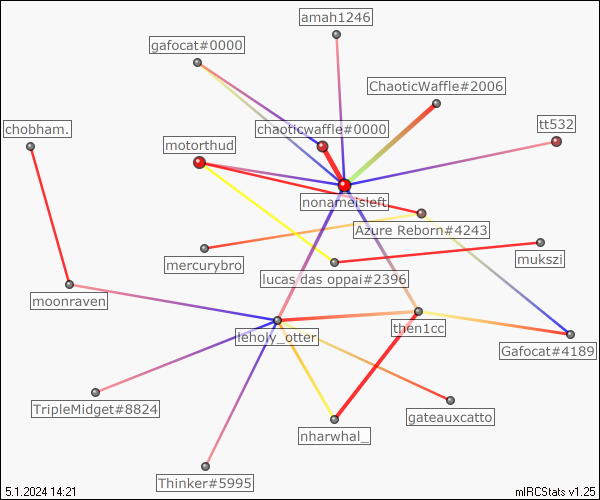 amah1246
gafocat#0000
ChaoticWaffle#2006
chobham.
chaoticwaffle#0000
tt532
motorthud
nonameisleft
Azure Reborn#4243
mercurybro
mukszi
lucas das oppai#2396
moonraven
then1cc
leholy_otter
Gafocat#4189
TripleMidget#8824
gateauxcatto
nharwhal_
Thinker#5995
5.1.2024 14:21
mIRCStats v1.25